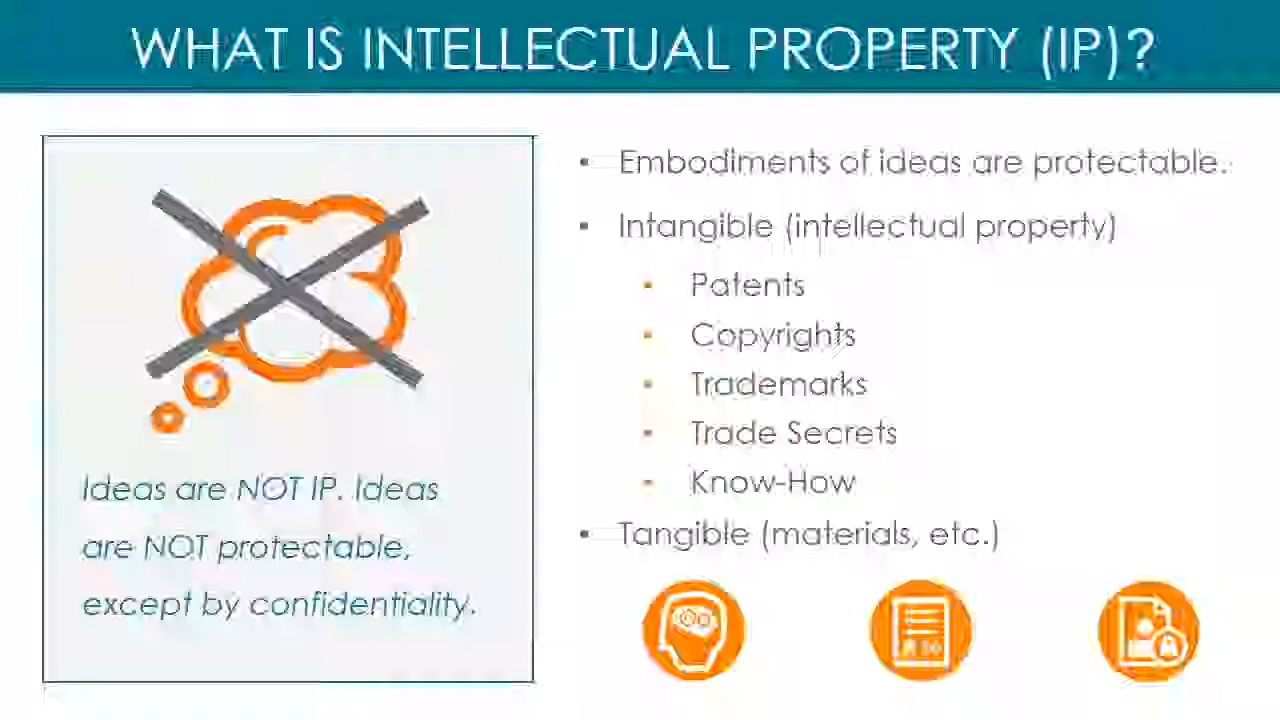 WHAT IS INTELLECTUAL PROPERTY (IP)?
Ideas are NOT IP. Ideas
are NOT protectable,
except by confidentiality.
Embodiments of ideas are protectable.
Intangible (intellectual property)
Patents
Copyrights
Trademarks
Trade Secrets
Know-How
Tangible (materials, etc.)